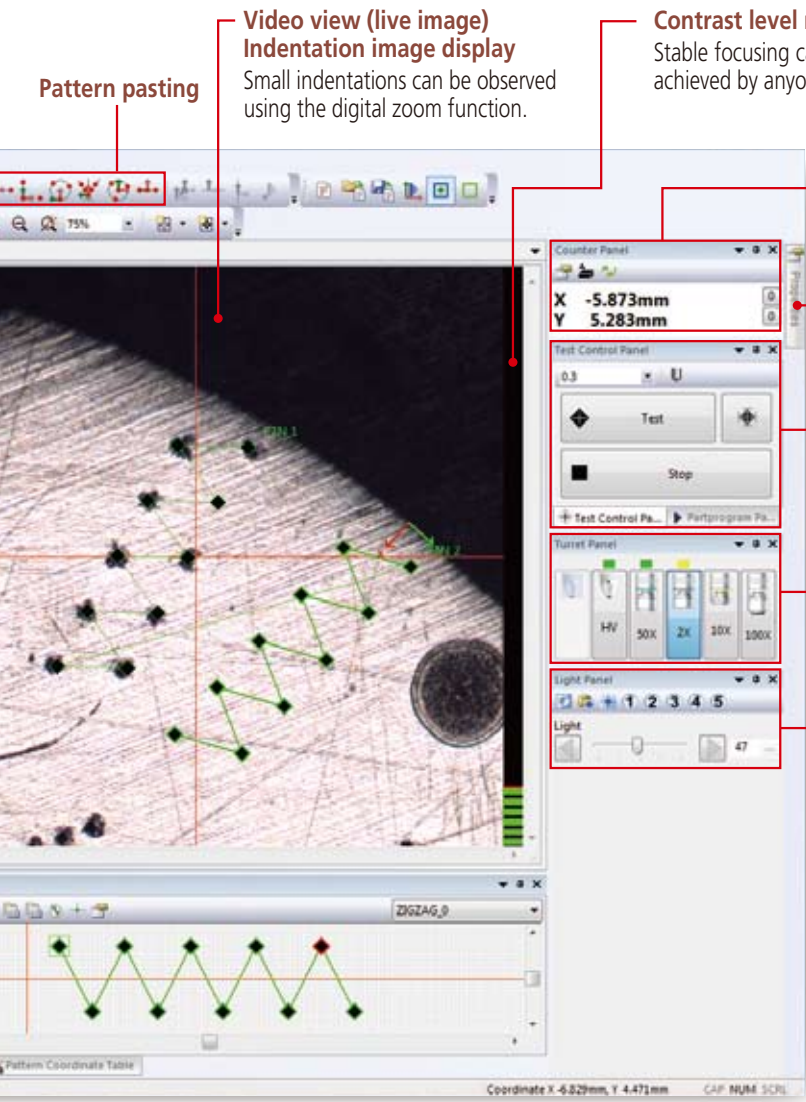 Video view (live image)
Indentation image display
Small indentations can be observed
using the digital zoom function.
Contrast level
Stable focusing
achieved by
Pattern pasting
75%
Counter Panel
X -5.873mm 0
Y 5.283mm 0
Properties
Test Control Panel
0.3 U
Test
Stop
Test Control Pa... Partprogram Pa...
Turret Panel
HV 50X 2X 10X 100X
Light Panel
1 2 3 4 5
Light
47
ZIGZAG_0
Pattern Coordinate Table
Coordinate X -6.829mm, Y 4.471mm CAP NUM SCRL